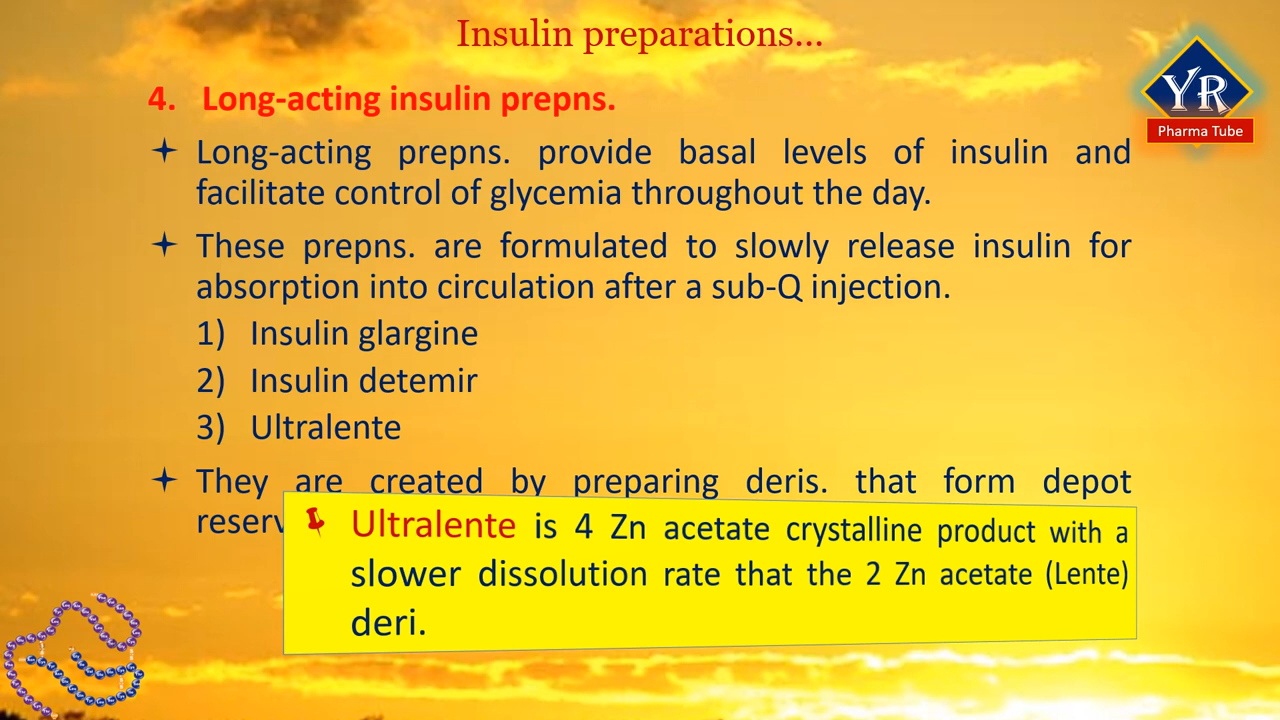 Insulin preparations...
YR
Pharma Tube
4. Long-acting insulin prepns.
Long-acting prepns. provide basal levels of insulin and
facilitate control of glycemia throughout the day.
These prepns. are formulated to slowly release insulin for
absorption into circulation after a sub-Q injection.
1) Insulin glargine
2) Insulin detemir
3) Ultralente
They are created by preparing deris. that form depot
Ultralente is 4 Zn acetate crystalline product with a
slower dissolution rate that the 2 Zn acetate (Lente)
deri.